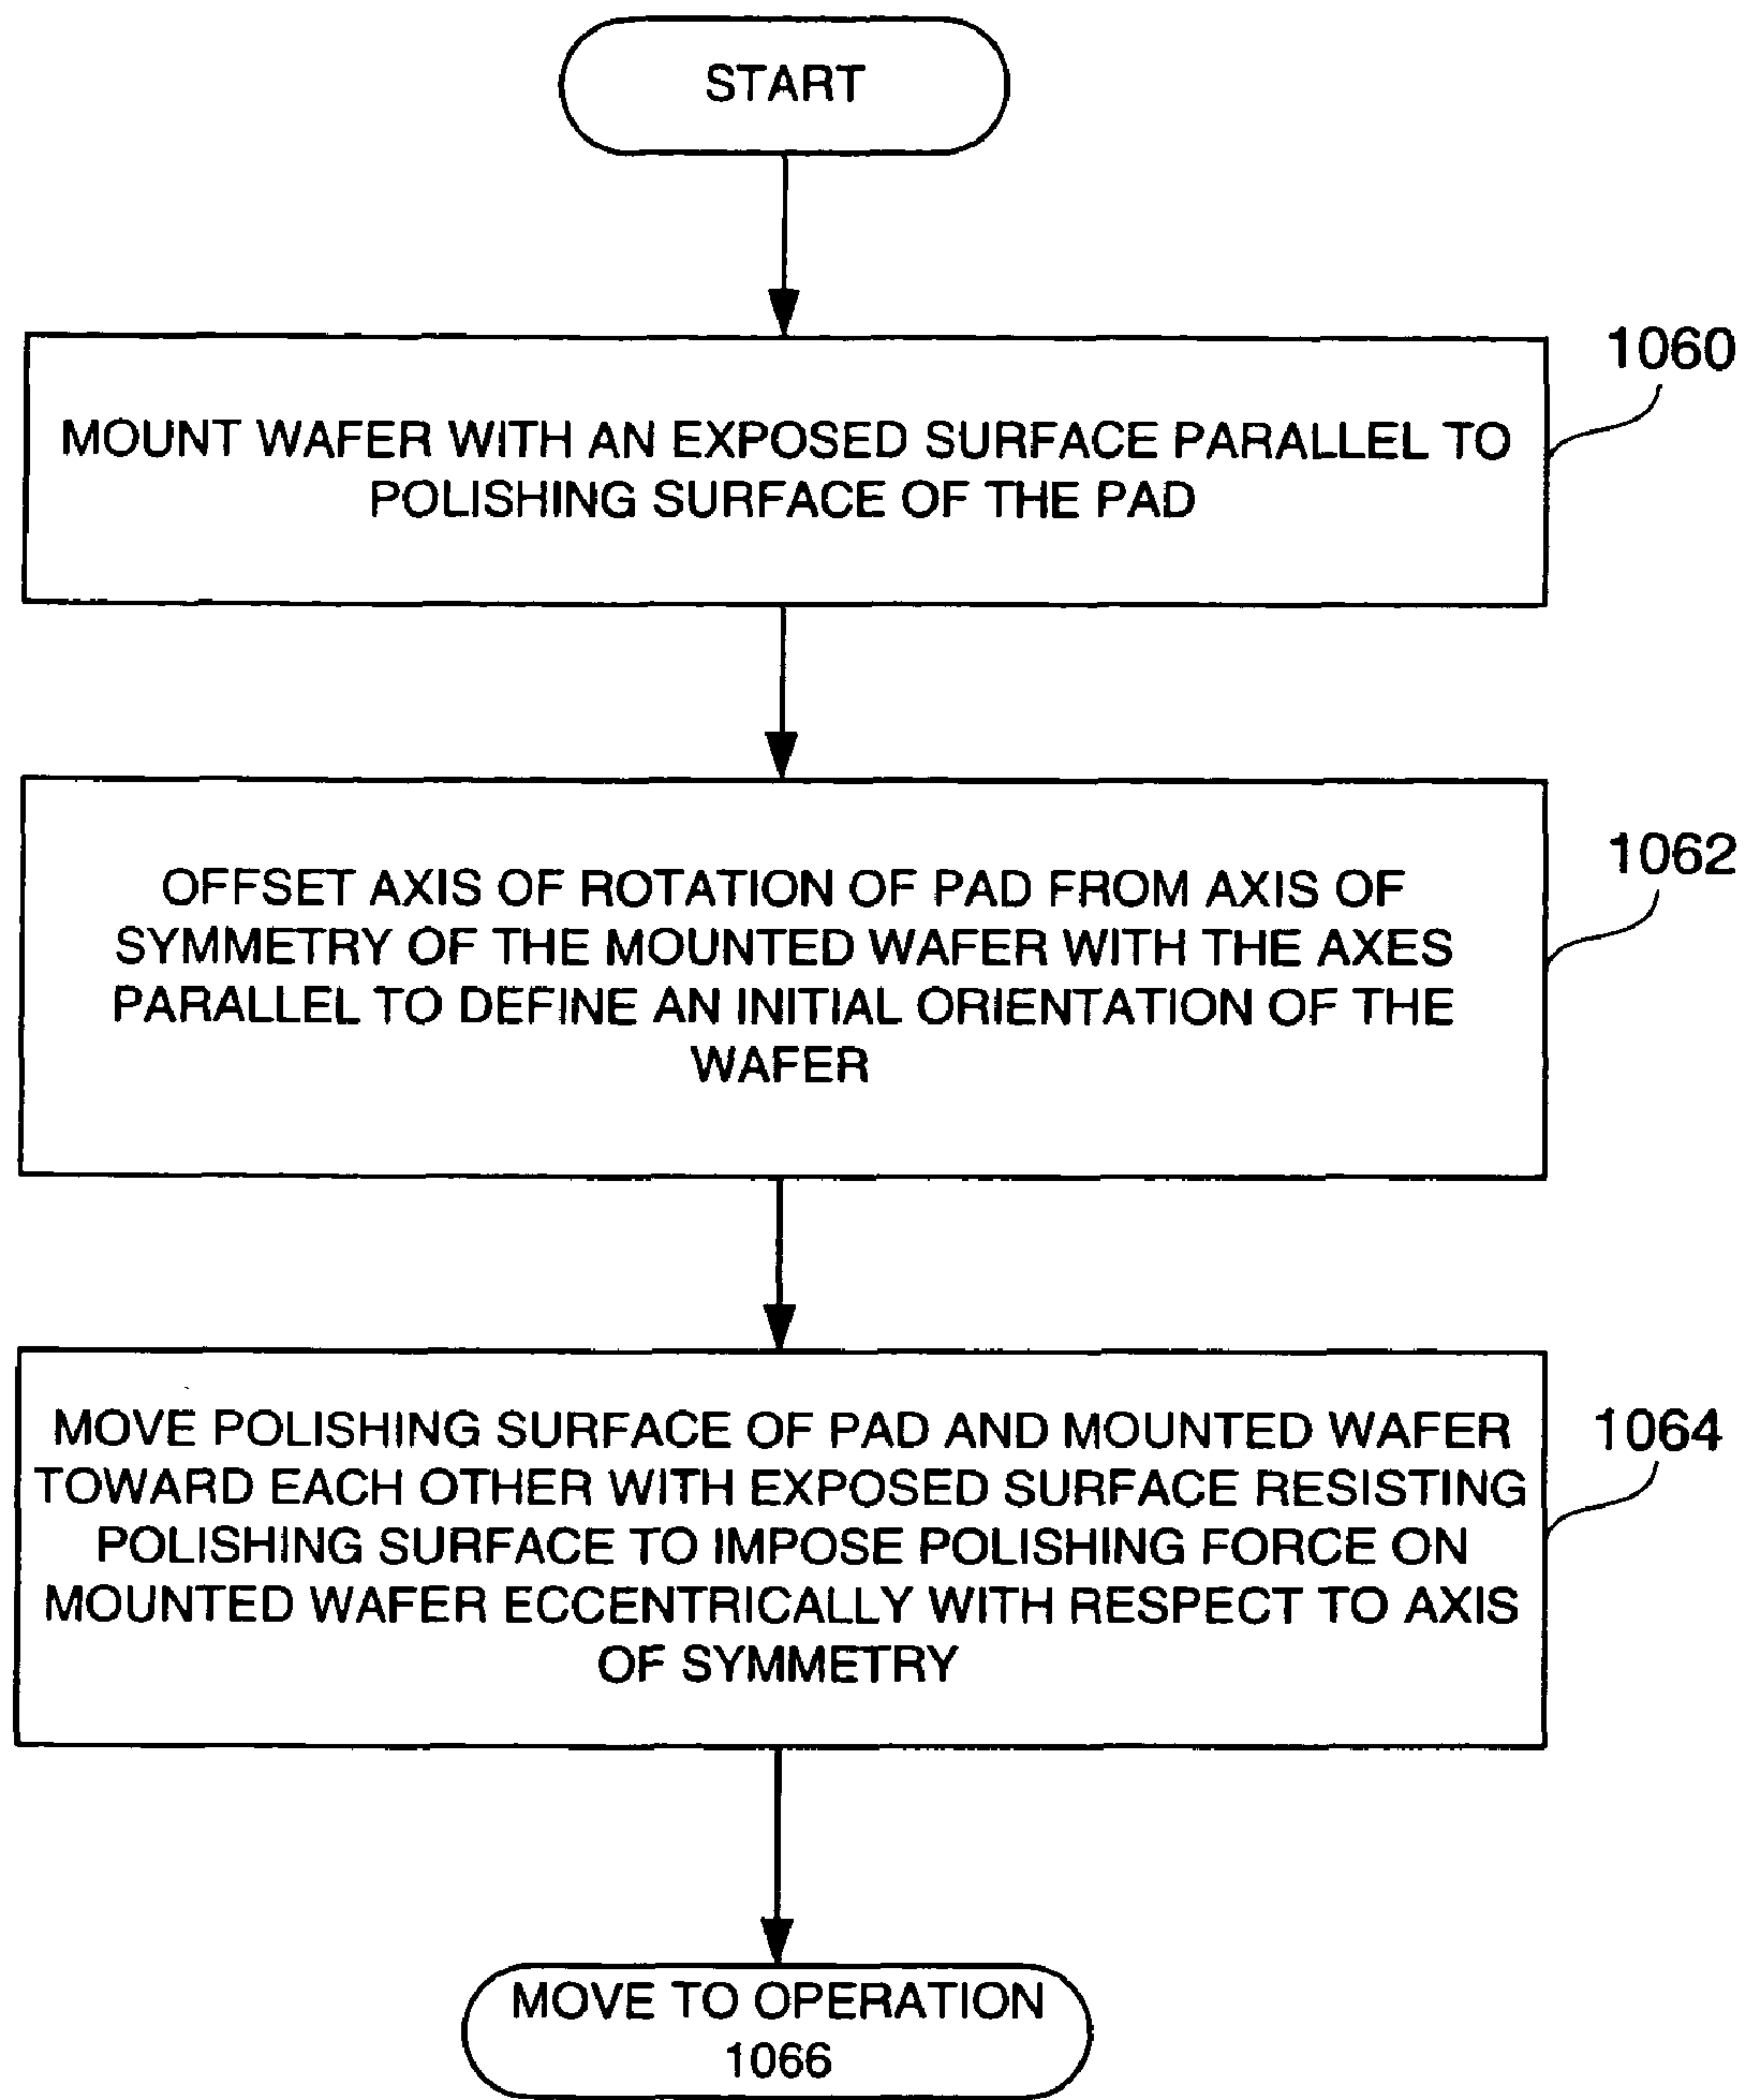 START
1060
MOUNT WAFER WITH AN EXPOSED SURFACE PARALLEL TO
POLISHING SURFACE OF THE PAD
1062
OFFSET AXIS OF ROTATION OF PAD FROM AXIS OF
SYMMETRY OF THE MOUNTED WAFER WITH THE AXES
PARALLEL TO DEFINE AN INITIAL ORIENTATION OF THE
WAFER
1064
MOVE POLISHING SURFACE OF PAD AND MOUNTED WAFER
TOWARD EACH OTHER WITH EXPOSED SURFACE RESISTING
POLISHING SURFACE TO IMPOSE POLISHING FORCE ON
MOUNTED WAFER ECCENTRICALLY WITH RESPECT TO AXIS
OF SYMMETRY
MOVE TO OPERATION
1066